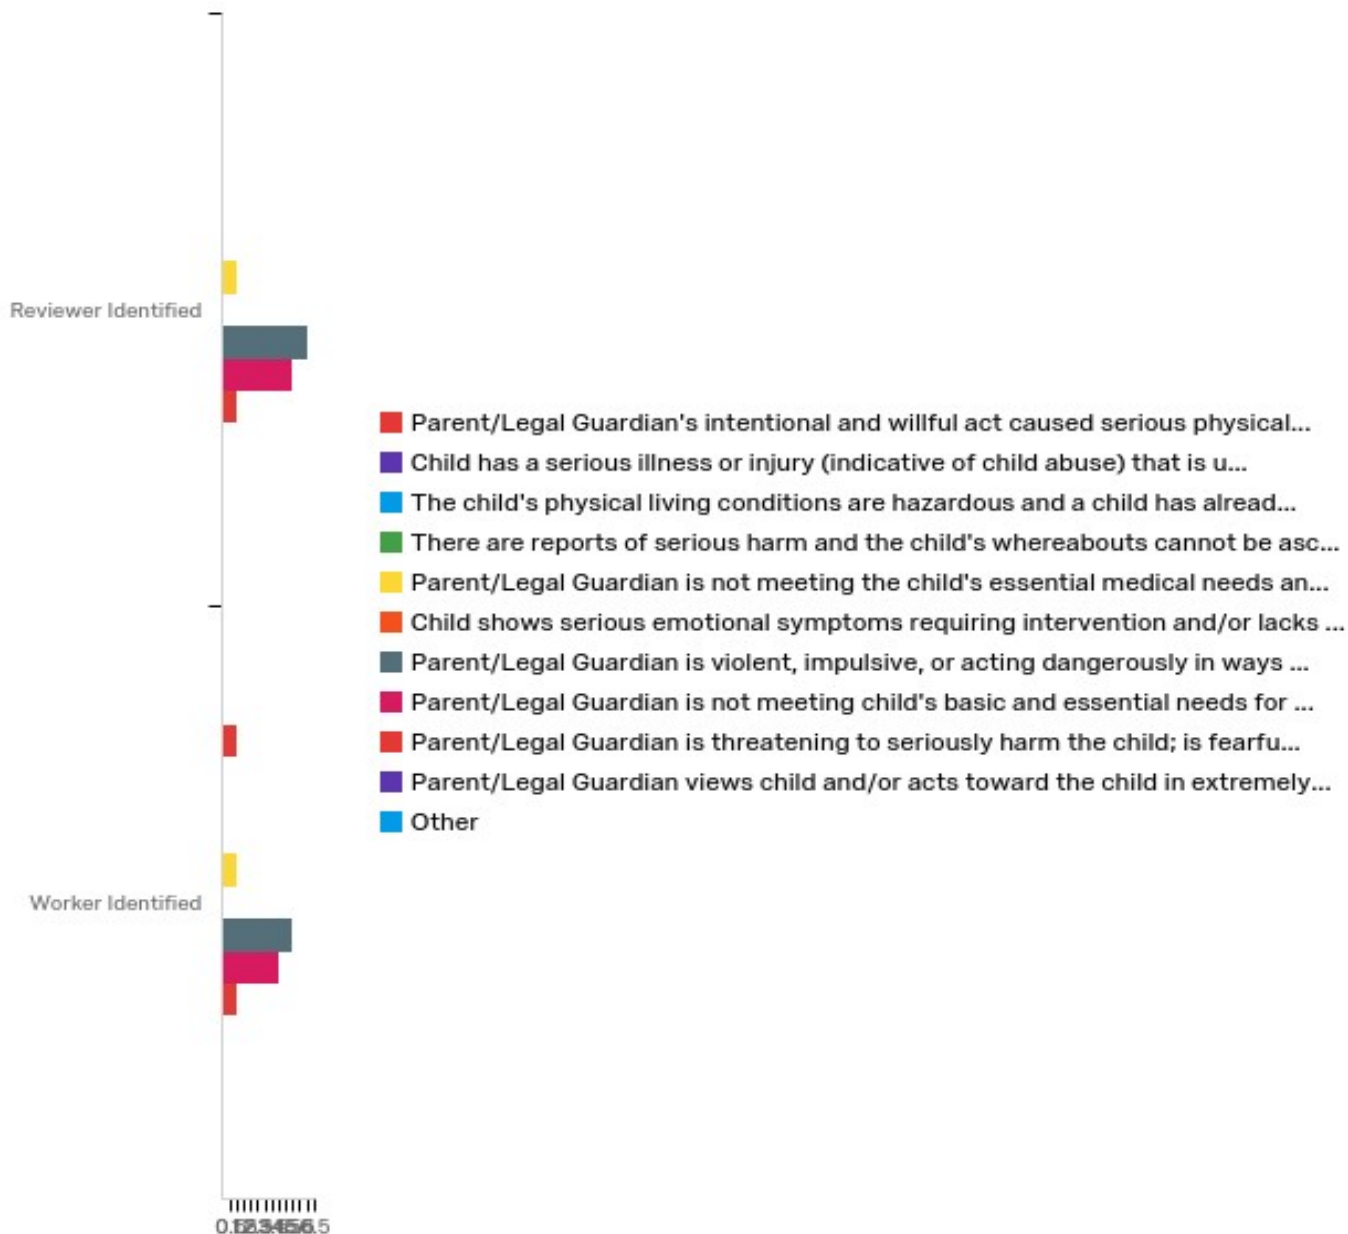 Reviewer Identified
Parent/Legal Guardian's intentional and willful act caused serious physical...
Child has a serious illness or injury (indicative of child abuse) that is u...
The child's physical living conditions are hazardous and a child has alread...
There are reports of serious harm and the child's whereabouts cannot be asc...
Parent/Legal Guardian is not meeting the child's essential medical needs an...
Child shows serious emotional symptoms requiring intervention and/or lacks ...
Parent/Legal Guardian is violent, impulsive, or acting dangerously in ways ...
Parent/Legal Guardian is not meeting child's basic and essential needs for ...
Parent/Legal Guardian is threatening to seriously harm the child; is fearfu...
Parent/Legal Guardian views child and/or acts toward the child in extremely...
Other
Worker Identified